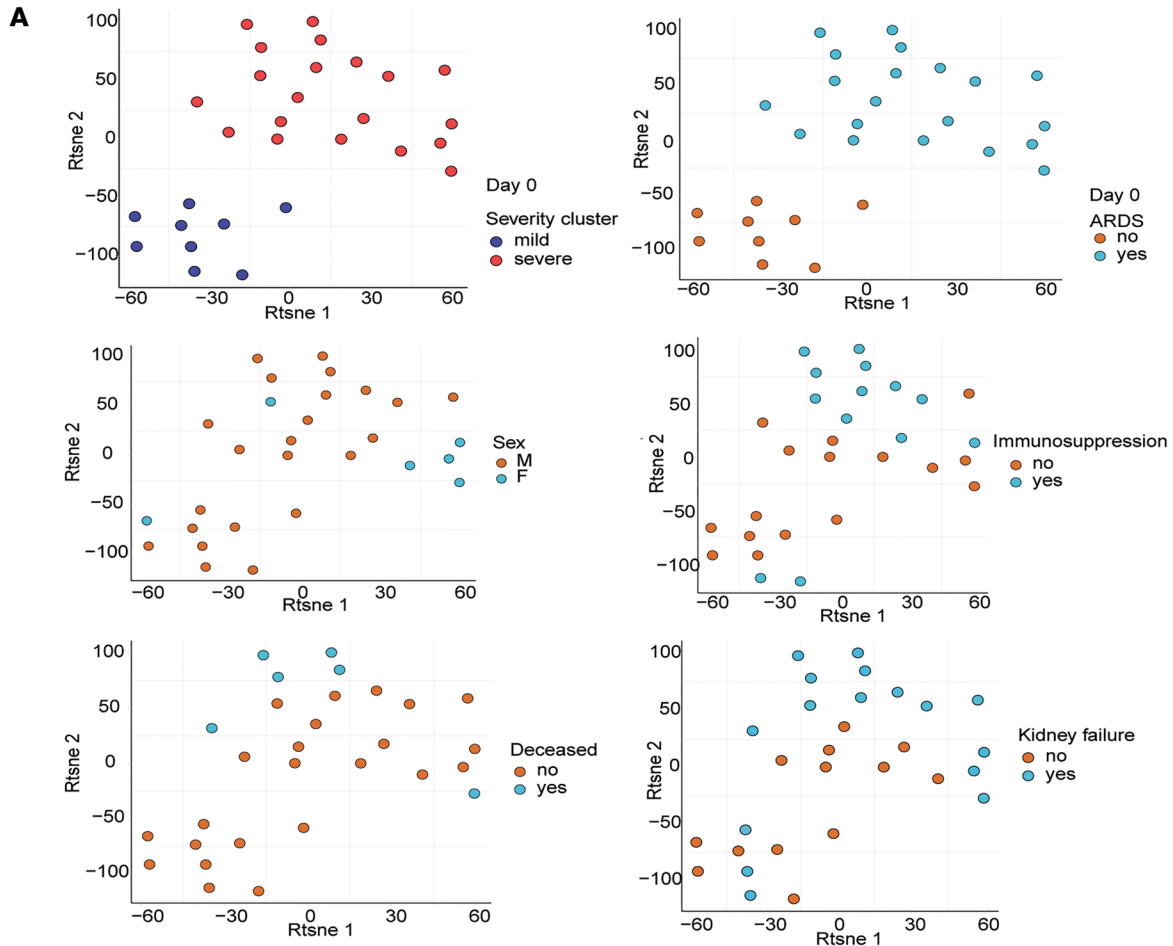 A
100
50
0
−50
−100
Rtsne 2
−60
−30
0
30
60
Rtsne 1
Day 0
Severity cluster
mild
severe
100
50
0
−50
−100
Rtsne 2
−60
−30
0
30
60
Rtsne 1
Day 0
ARDS
no
yes
100
50
0
−50
−100
Rtsne 2
−60
−30
0
30
60
Rtsne 1
Sex
M
F
100
50
0
−50
−100
Rtsne 2
−60
−30
0
30
60
Rtsne 1
Immunosuppression
no
yes
100
50
0
−50
−100
Rtsne 2
−60
−30
0
30
60
Rtsne 1
Deceased
no
yes
100
50
0
−50
−100
Rtsne 2
−60
−30
0
30
60
Rtsne 1
Kidney failure
no
yes